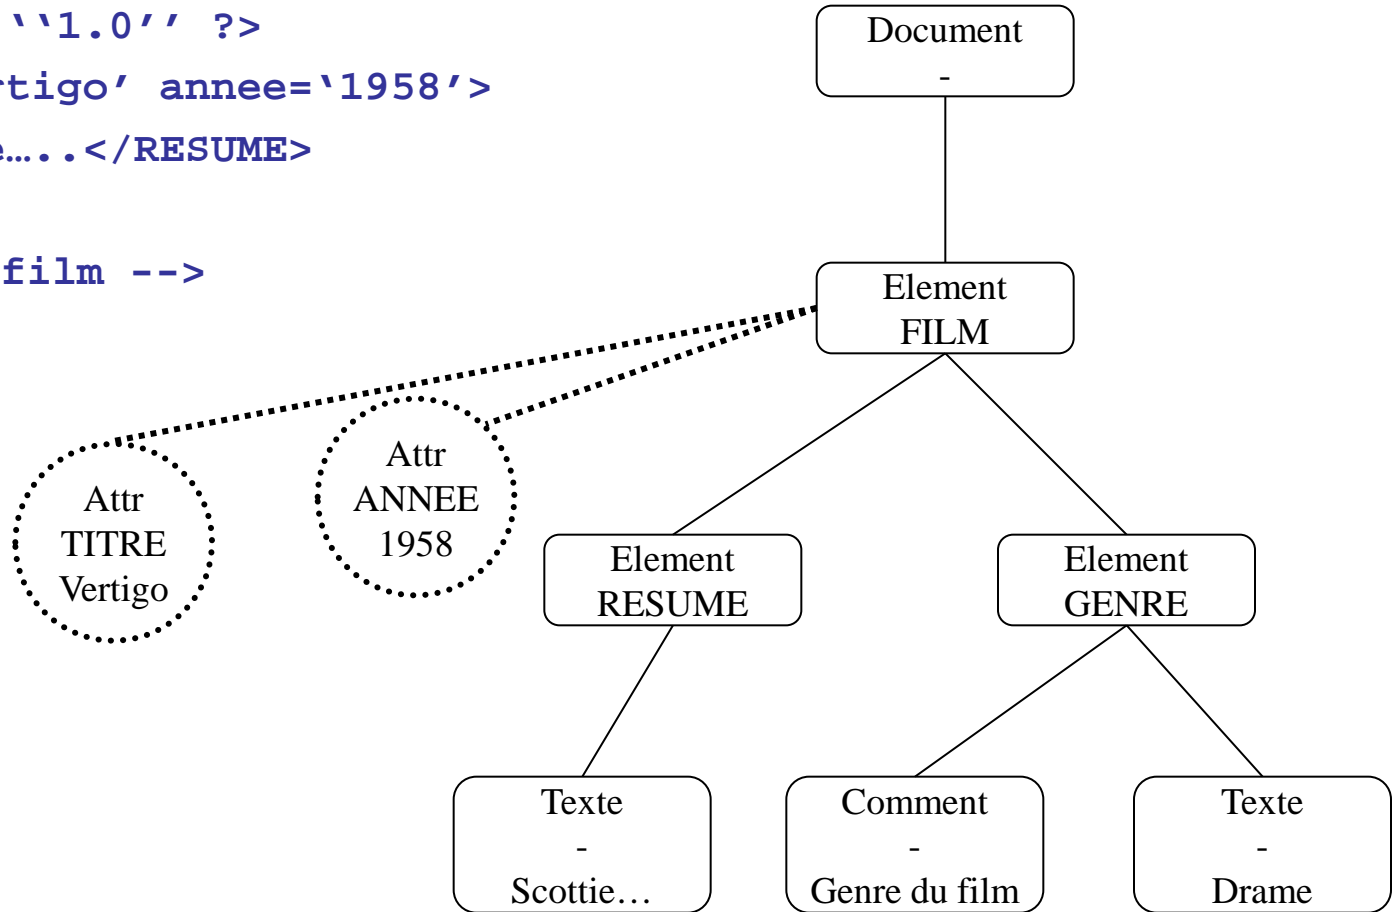 ‘‘1.0’’ ?>
rtigo’ annee=‘1958’>
e…..</RESUME>
film -->
Document
-
Element
FILM
Attr
TITRE
Vertigo
Attr
ANNEE
1958
Element
RESUME
Element
GENRE
Texte
-
Scottie…
Comment
-
Genre du film
Texte
-
Drame